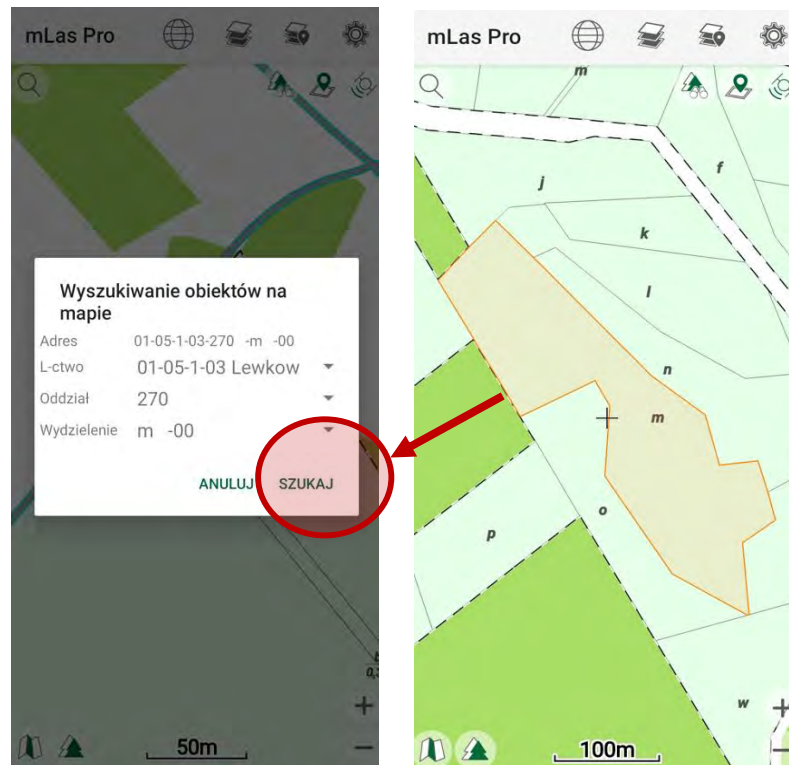 mLas Pro
Wyszukiwanie obiektów na
mapie
Adres 01-05-1-03-270 -m -00
L-ctwo 01-05-1-03 Lewkow
Oddział 270
Wydzielenie m -00
ANULUJ SZUKAJ
50m
mLas Pro
m
f
j
k
l
n
m
o
p
w
100m